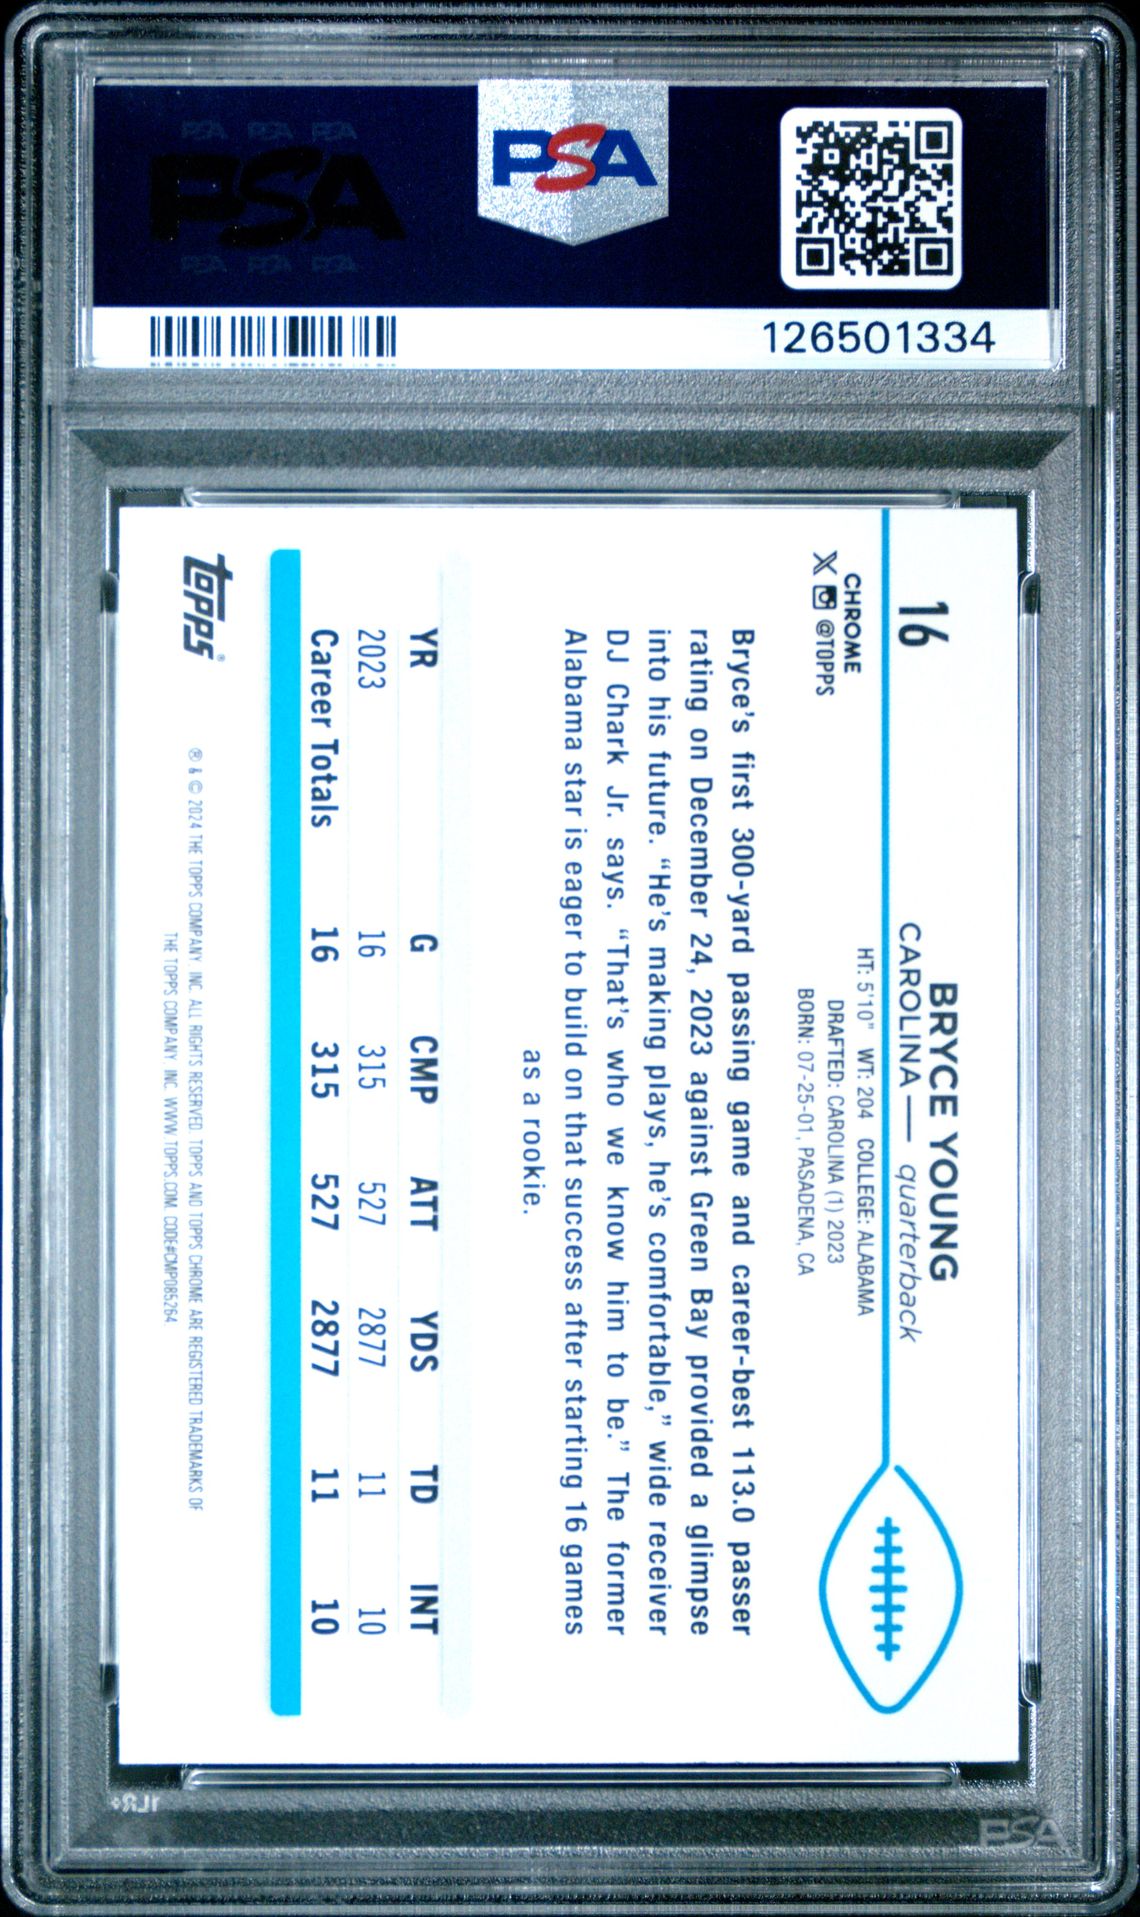 PSA PSA PSA
PSA
PSA PSA PSA
PSA
126501334
16
BRYCE YOUNG
CAROLINA — quarterback
CHROME
X @TOPPS
HT: 5'10" WT: 204 COLLEGE: ALABAMA
DRAFTED: CAROLINA (1) 2023
BORN: 07-25-01, PASADENA, CA
Bryce's first 300-yard passing game and career-best 113.0 passer
rating on December 24, 2023 against Green Bay provided a glimpse
into his future. “He's making plays, he's comfortable,” wide receiver
DJ Chark Jr. says. “That's who we know him to be.” The former
Alabama star is eager to build on that success after starting 16 games
as a rookie.
YR G CMP ATT YDS TD INT
2023 16 315 527 2877 11 10
Career Totals 16 315 527 2877 11 10
topps®
® & © 2024 THE TOPPS COMPANY, INC. ALL RIGHTS RESERVED. TOPPS AND TOPPS CHROME ARE REGISTERED TRADEMARKS OF
THE TOPPS COMPANY, INC. WWW.TOPPS.COM. CODE#CMP085264
PSA